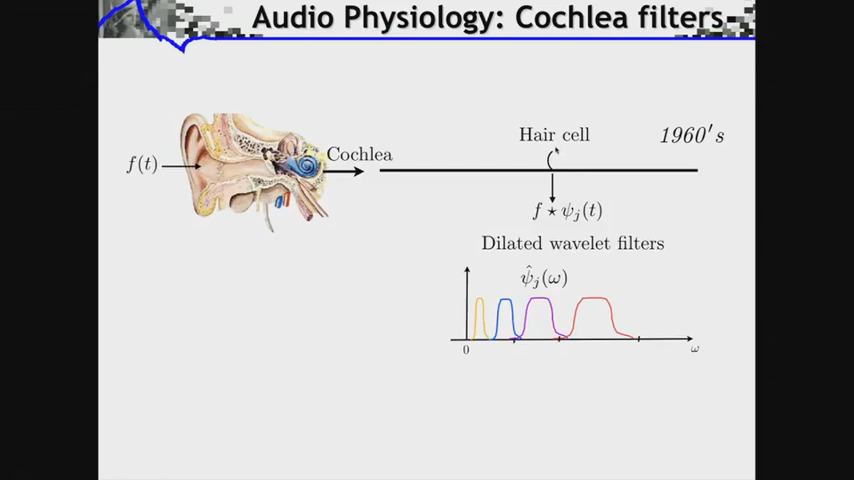 Audio Physiology: Cochlea filters
Hair cell
1960's
f(t)
Cochlea
f ⋆ ψ_j(t)
Dilated wavelet filters
ψ̂_j(ω)
0
ω